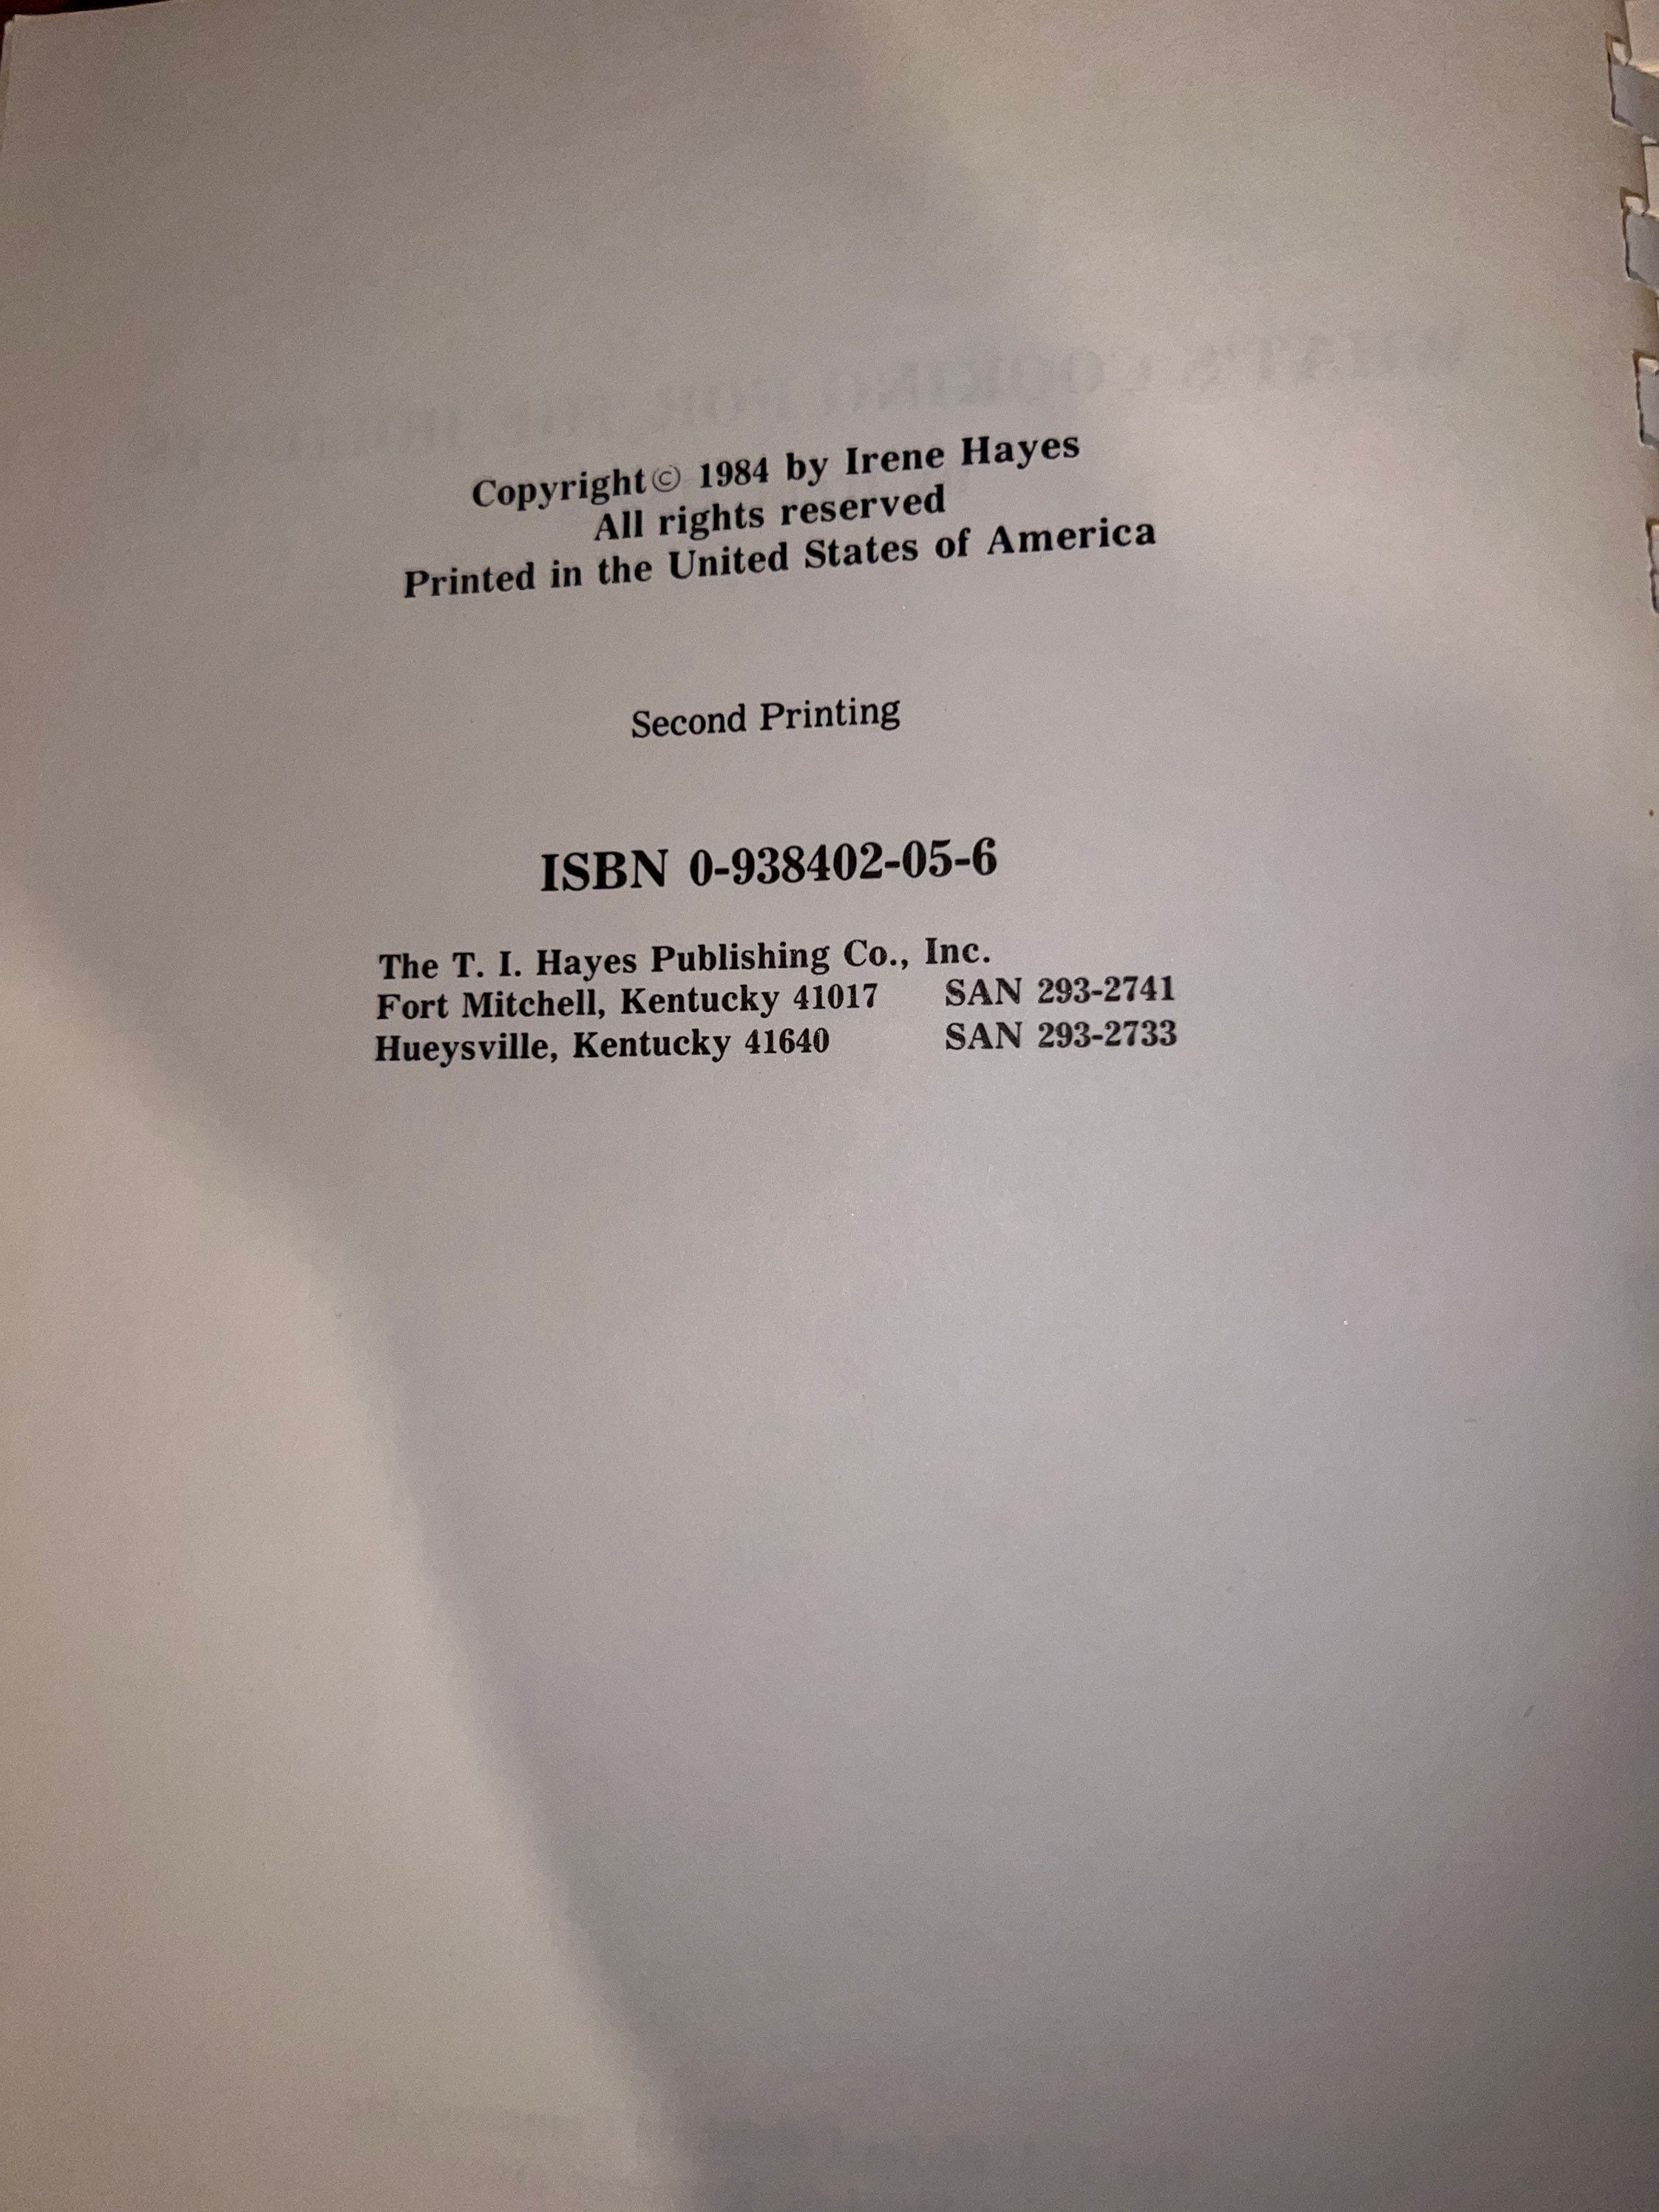 Copyright© 1984 by Irene Hayes
All rights reserved
Printed in the United States of America
Second Printing
ISBN 0-938402-05-6
The T. I. Hayes Publishing Co., Inc.
Fort Mitchell, Kentucky 41017 SAN 293-2741
Hueysville, Kentucky 41640 SAN 293-2733